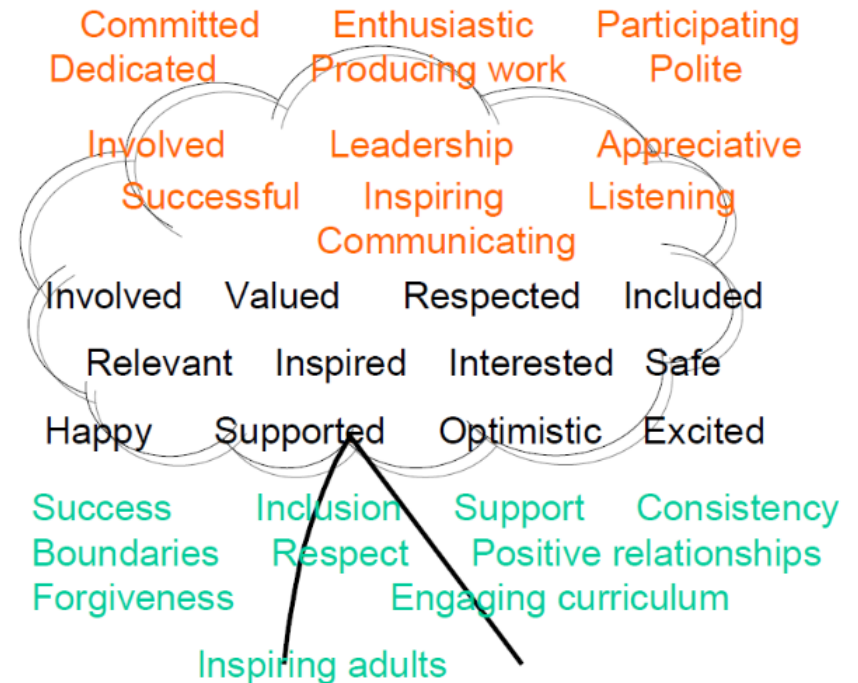 Committed Enthusiastic Participating
Dedicated Producing work Polite
Involved Leadership Appreciative
Successful Inspiring Listening
Communicating
Involved Valued Respected Included
Relevant Inspired Interested Safe
Happy Supported Optimistic Excited
Success Inclusion Support Consistency
Boundaries Respect Positive relationships
Forgiveness Engaging curriculum
Inspiring adults